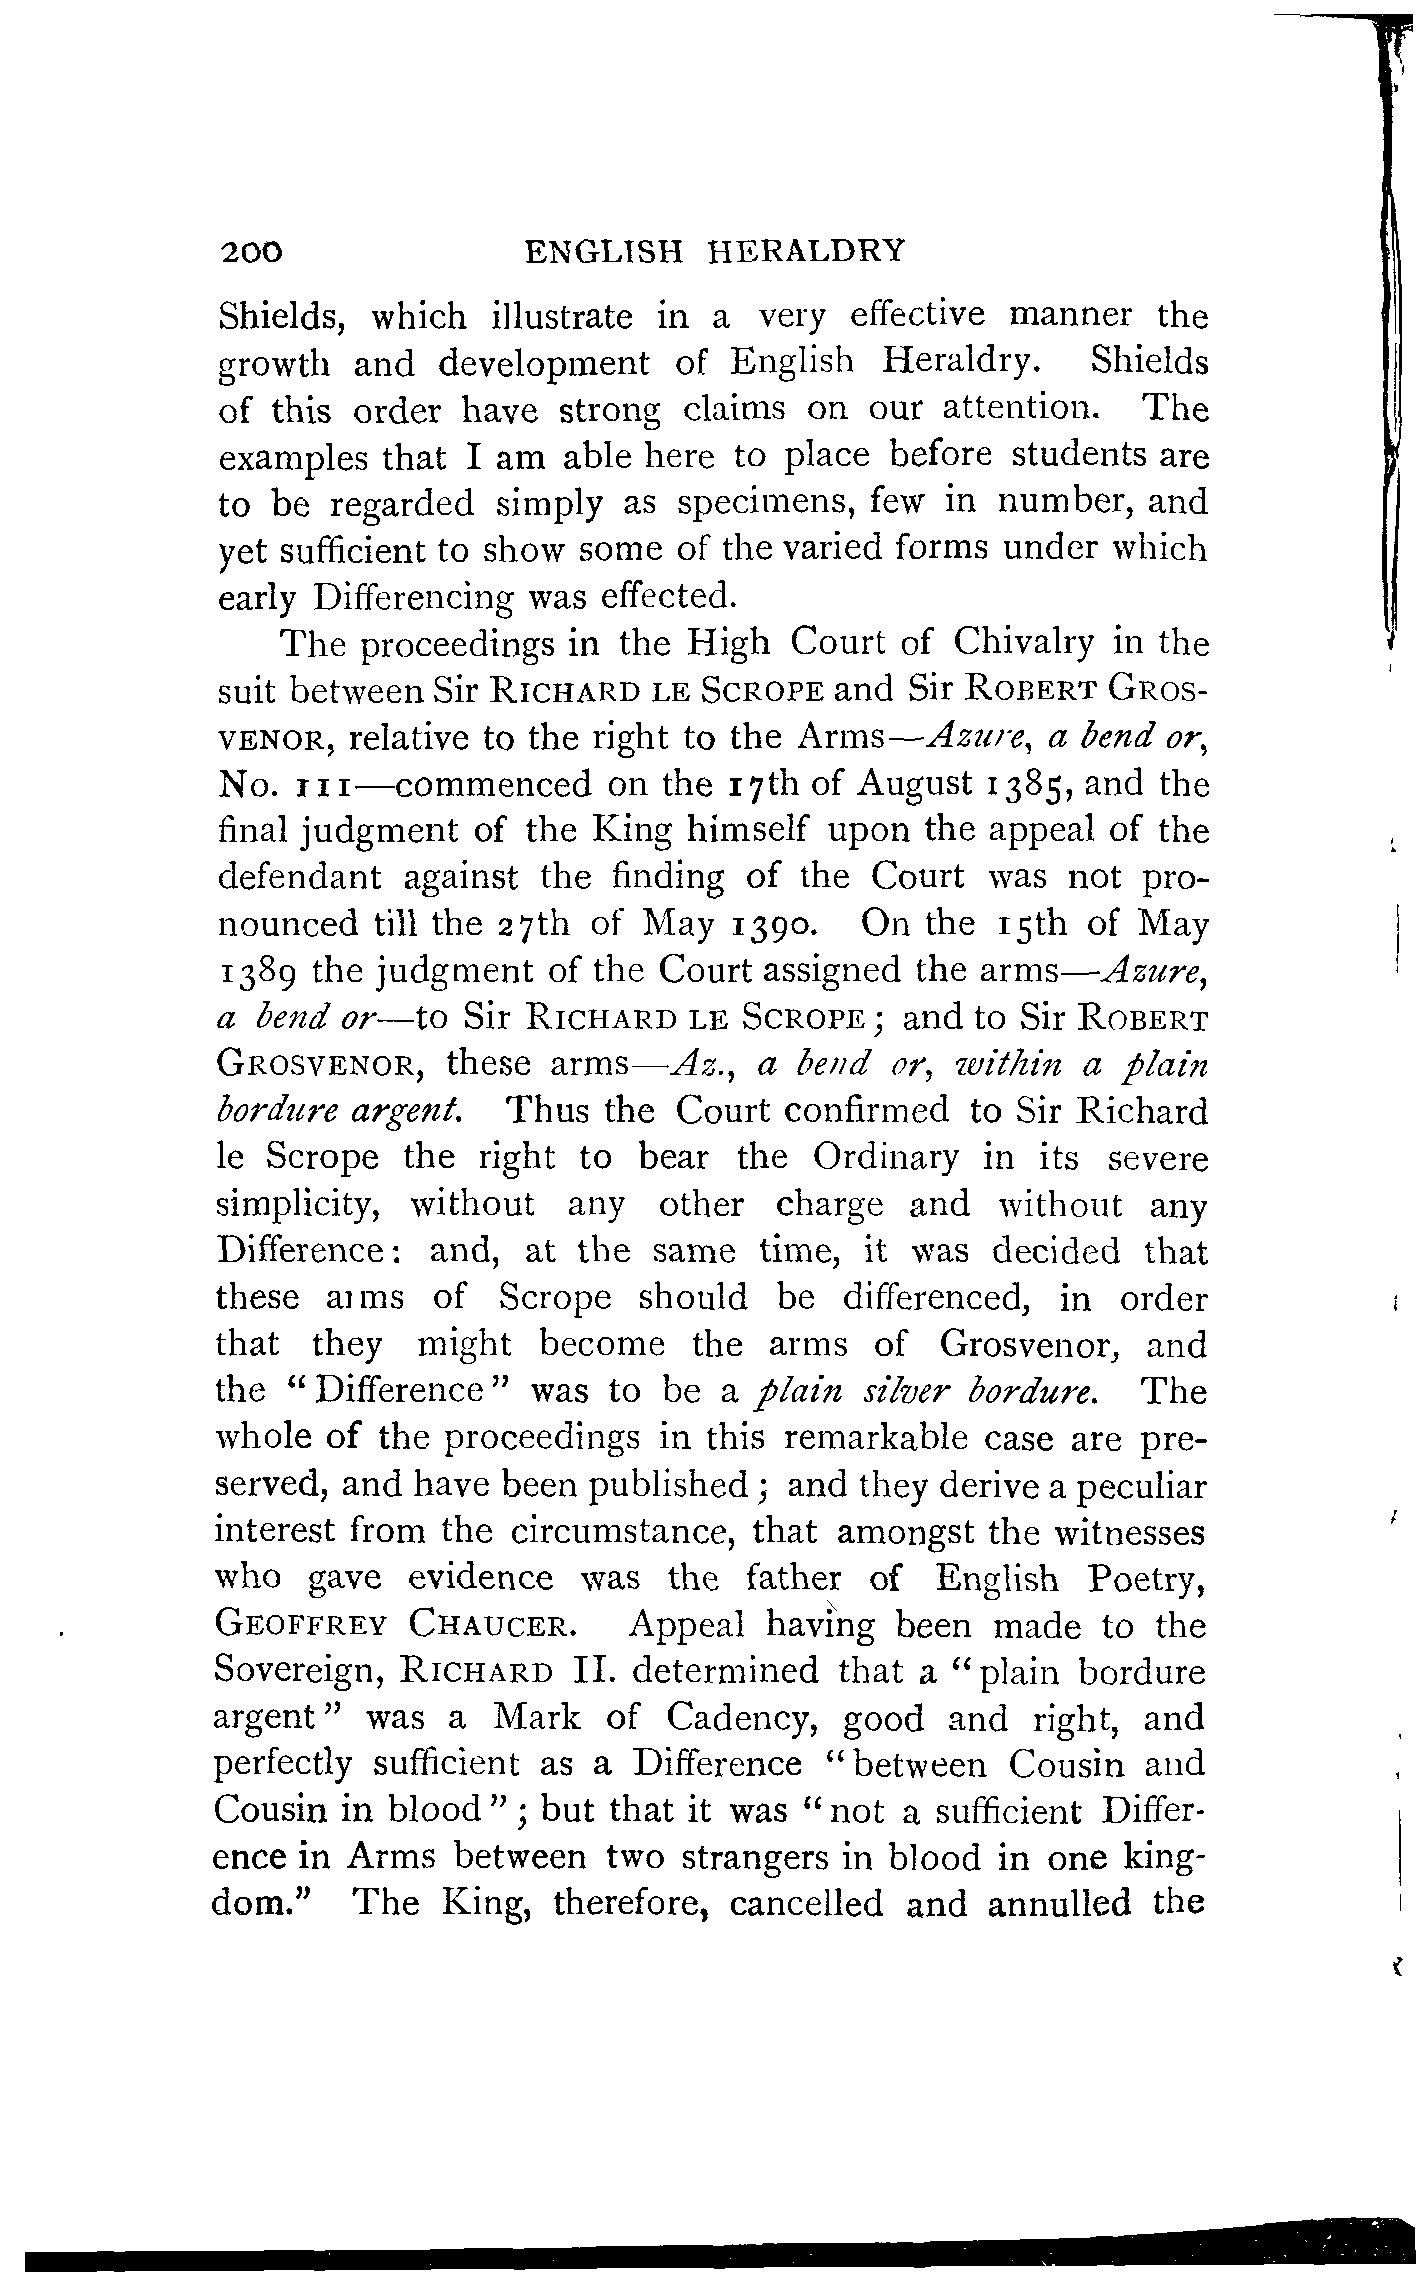 200 ENGLISH HERALDRY
Shields, which illustrate in a very effective manner the
growth and development of English Heraldry. Shields
of this order have strong claims on our attention. The
examples that I am able here to place before students are
to be regarded simply as specimens, few in number, and
yet sufficient to show some of the varied forms under which
early Differencing was effected.
The proceedings in the High Court of Chivalry in the
suit between Sir RICHARD LE SCROPE and Sir ROBERT GROS-
VENOR, relative to the right to the Arms—Azure, a bend or,
No. 111—commenced on the 17th of August 1385, and the
final judgment of the King himself upon the appeal of the
defendant against the finding of the Court was not pro-
nounced till the 27th of May 1390. On the 15th of May
1389 the judgment of the Court assigned the arms—Azure,
a bend or—to Sir RICHARD LE SCROPE; and to Sir ROBERT
GROSVENOR, these arms—Az., a bend or, within a plain
bordure argent. Thus the Court confirmed to Sir Richard
le Scrope the right to bear the Ordinary in its severe
simplicity, without any other charge and without any
Difference: and, at the same time, it was decided that
these arms of Scrope should be differenced, in order
that they might become the arms of Grosvenor, and
the "Difference" was to be a plain silver bordure. The
whole of the proceedings in this remarkable case are pre-
served, and have been published; and they derive a peculiar
interest from the circumstance, that amongst the witnesses
who gave evidence was the father of English Poetry,
GEOFFREY CHAUCER. Appeal having been made to the
Sovereign, RICHARD II. determined that a "plain bordure
argent" was a Mark of Cadency, good and right, and
perfectly sufficient as a Difference "between Cousin and
Cousin in blood"; but that it was "not a sufficient Differ-
ence in Arms between two strangers in blood in one king-
dom." The King, therefore, cancelled and annulled the